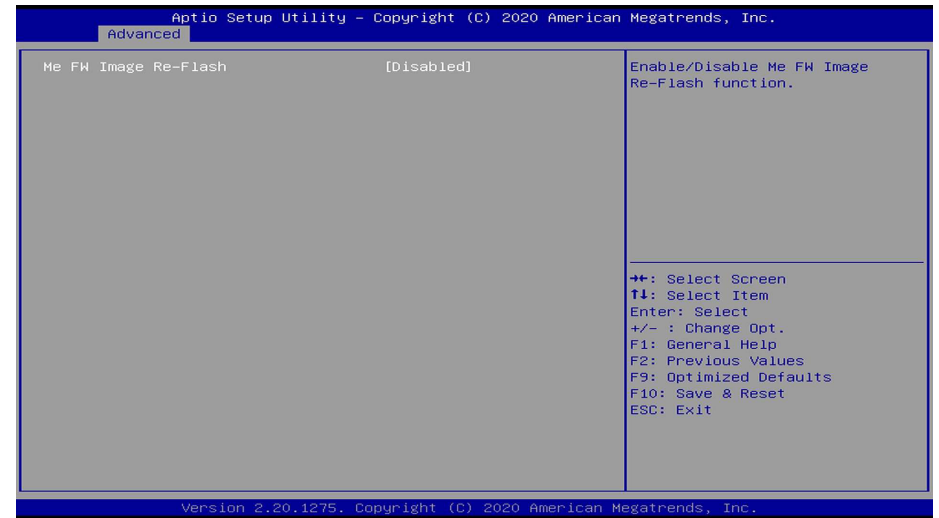 Aptio Setup Utility – Copyright (C) 2020 American Megatrends, Inc.
Advanced
Me FW Image Re-Flash [Disabled]
Enable/Disable Me FW Image
Re-Flash function.
→←: Select Screen
↑↓: Select Item
Enter: Select
+/- : Change Opt.
F1: General Help
F2: Previous Values
F9: Optimized Defaults
F10: Save & Reset
ESC: Exit
Version 2.20.1275. Copyright (C) 2020 American Megatrends, Inc.